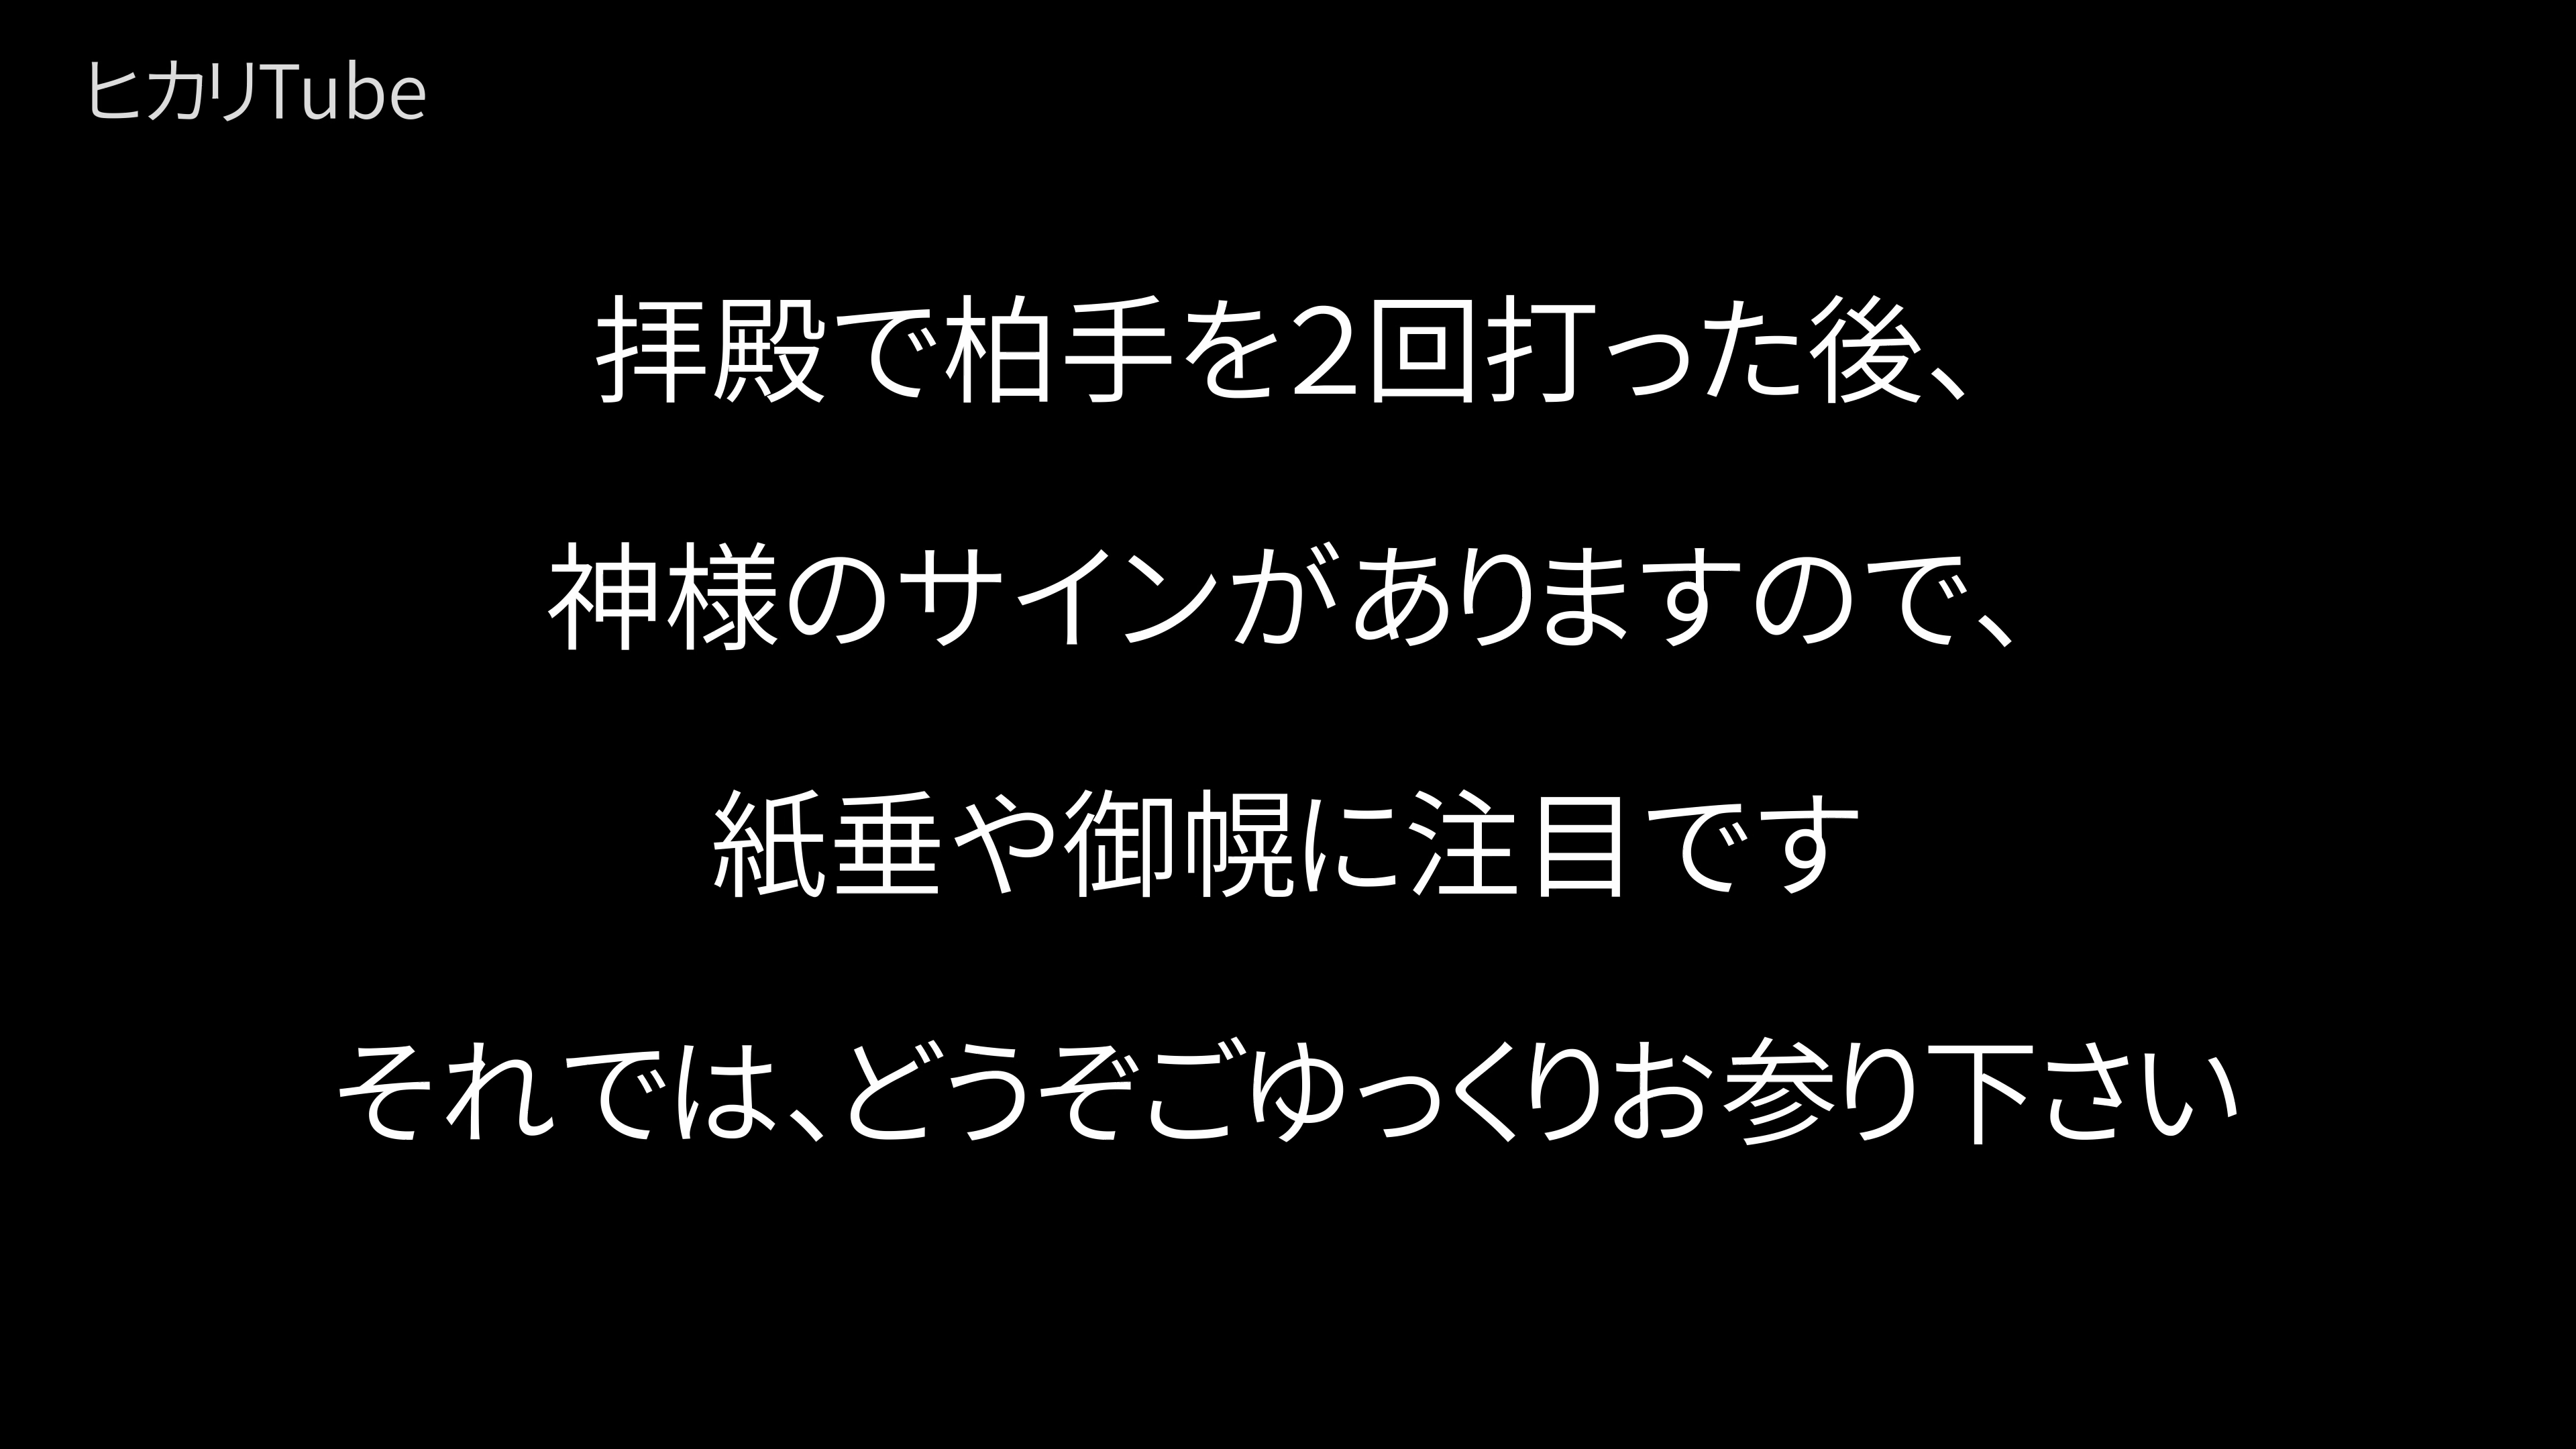 ヒカリTube
拝殿で柏手を2回打った後、
神様のサインがありますので、
紙垂や御幌に注目です
それでは、どうぞごゆっくりお参り下さい